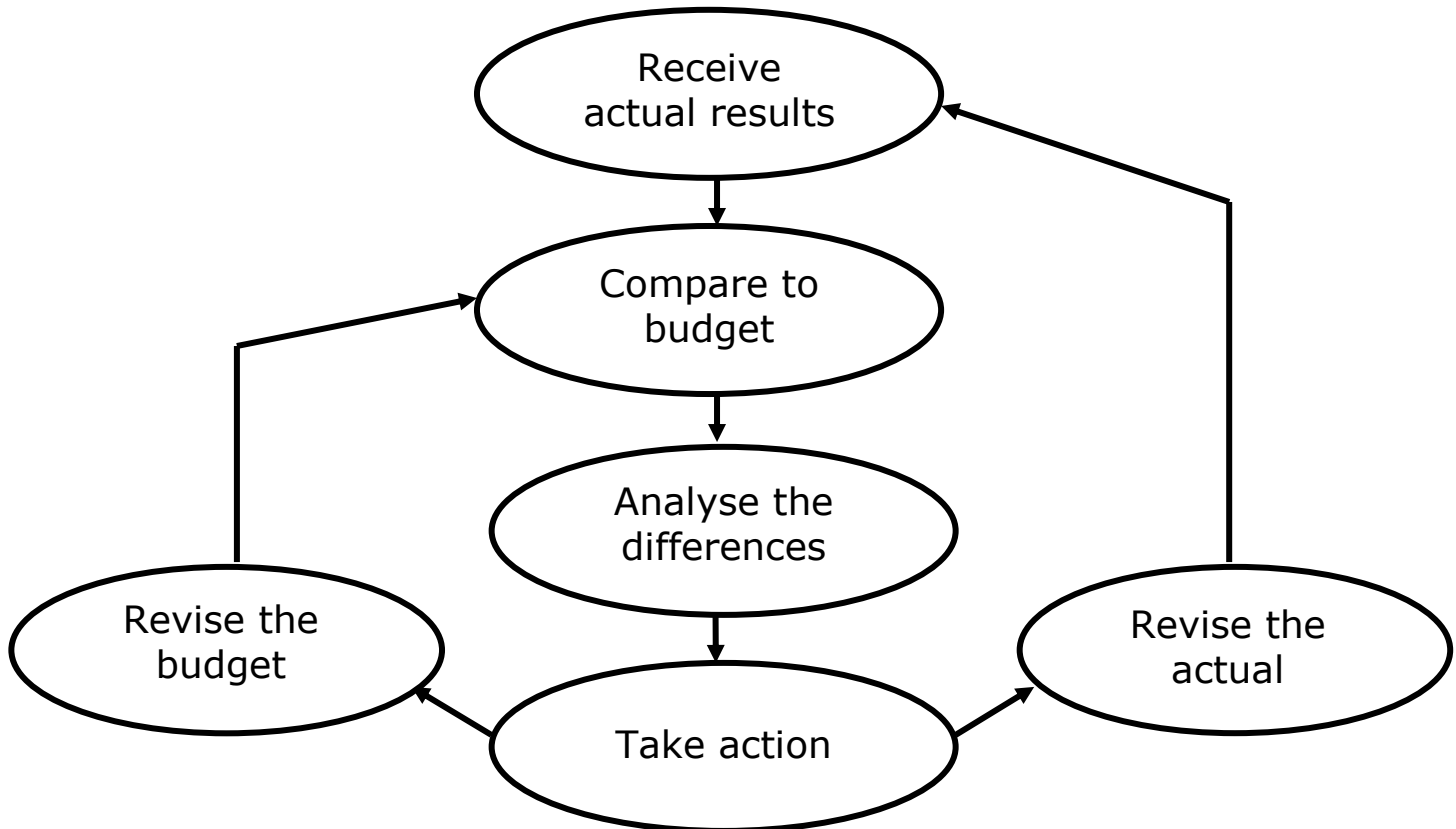 Receive
actual results
Compare to
budget
Analyse the
differences
Revise the
budget
Revise the
actual
Take action